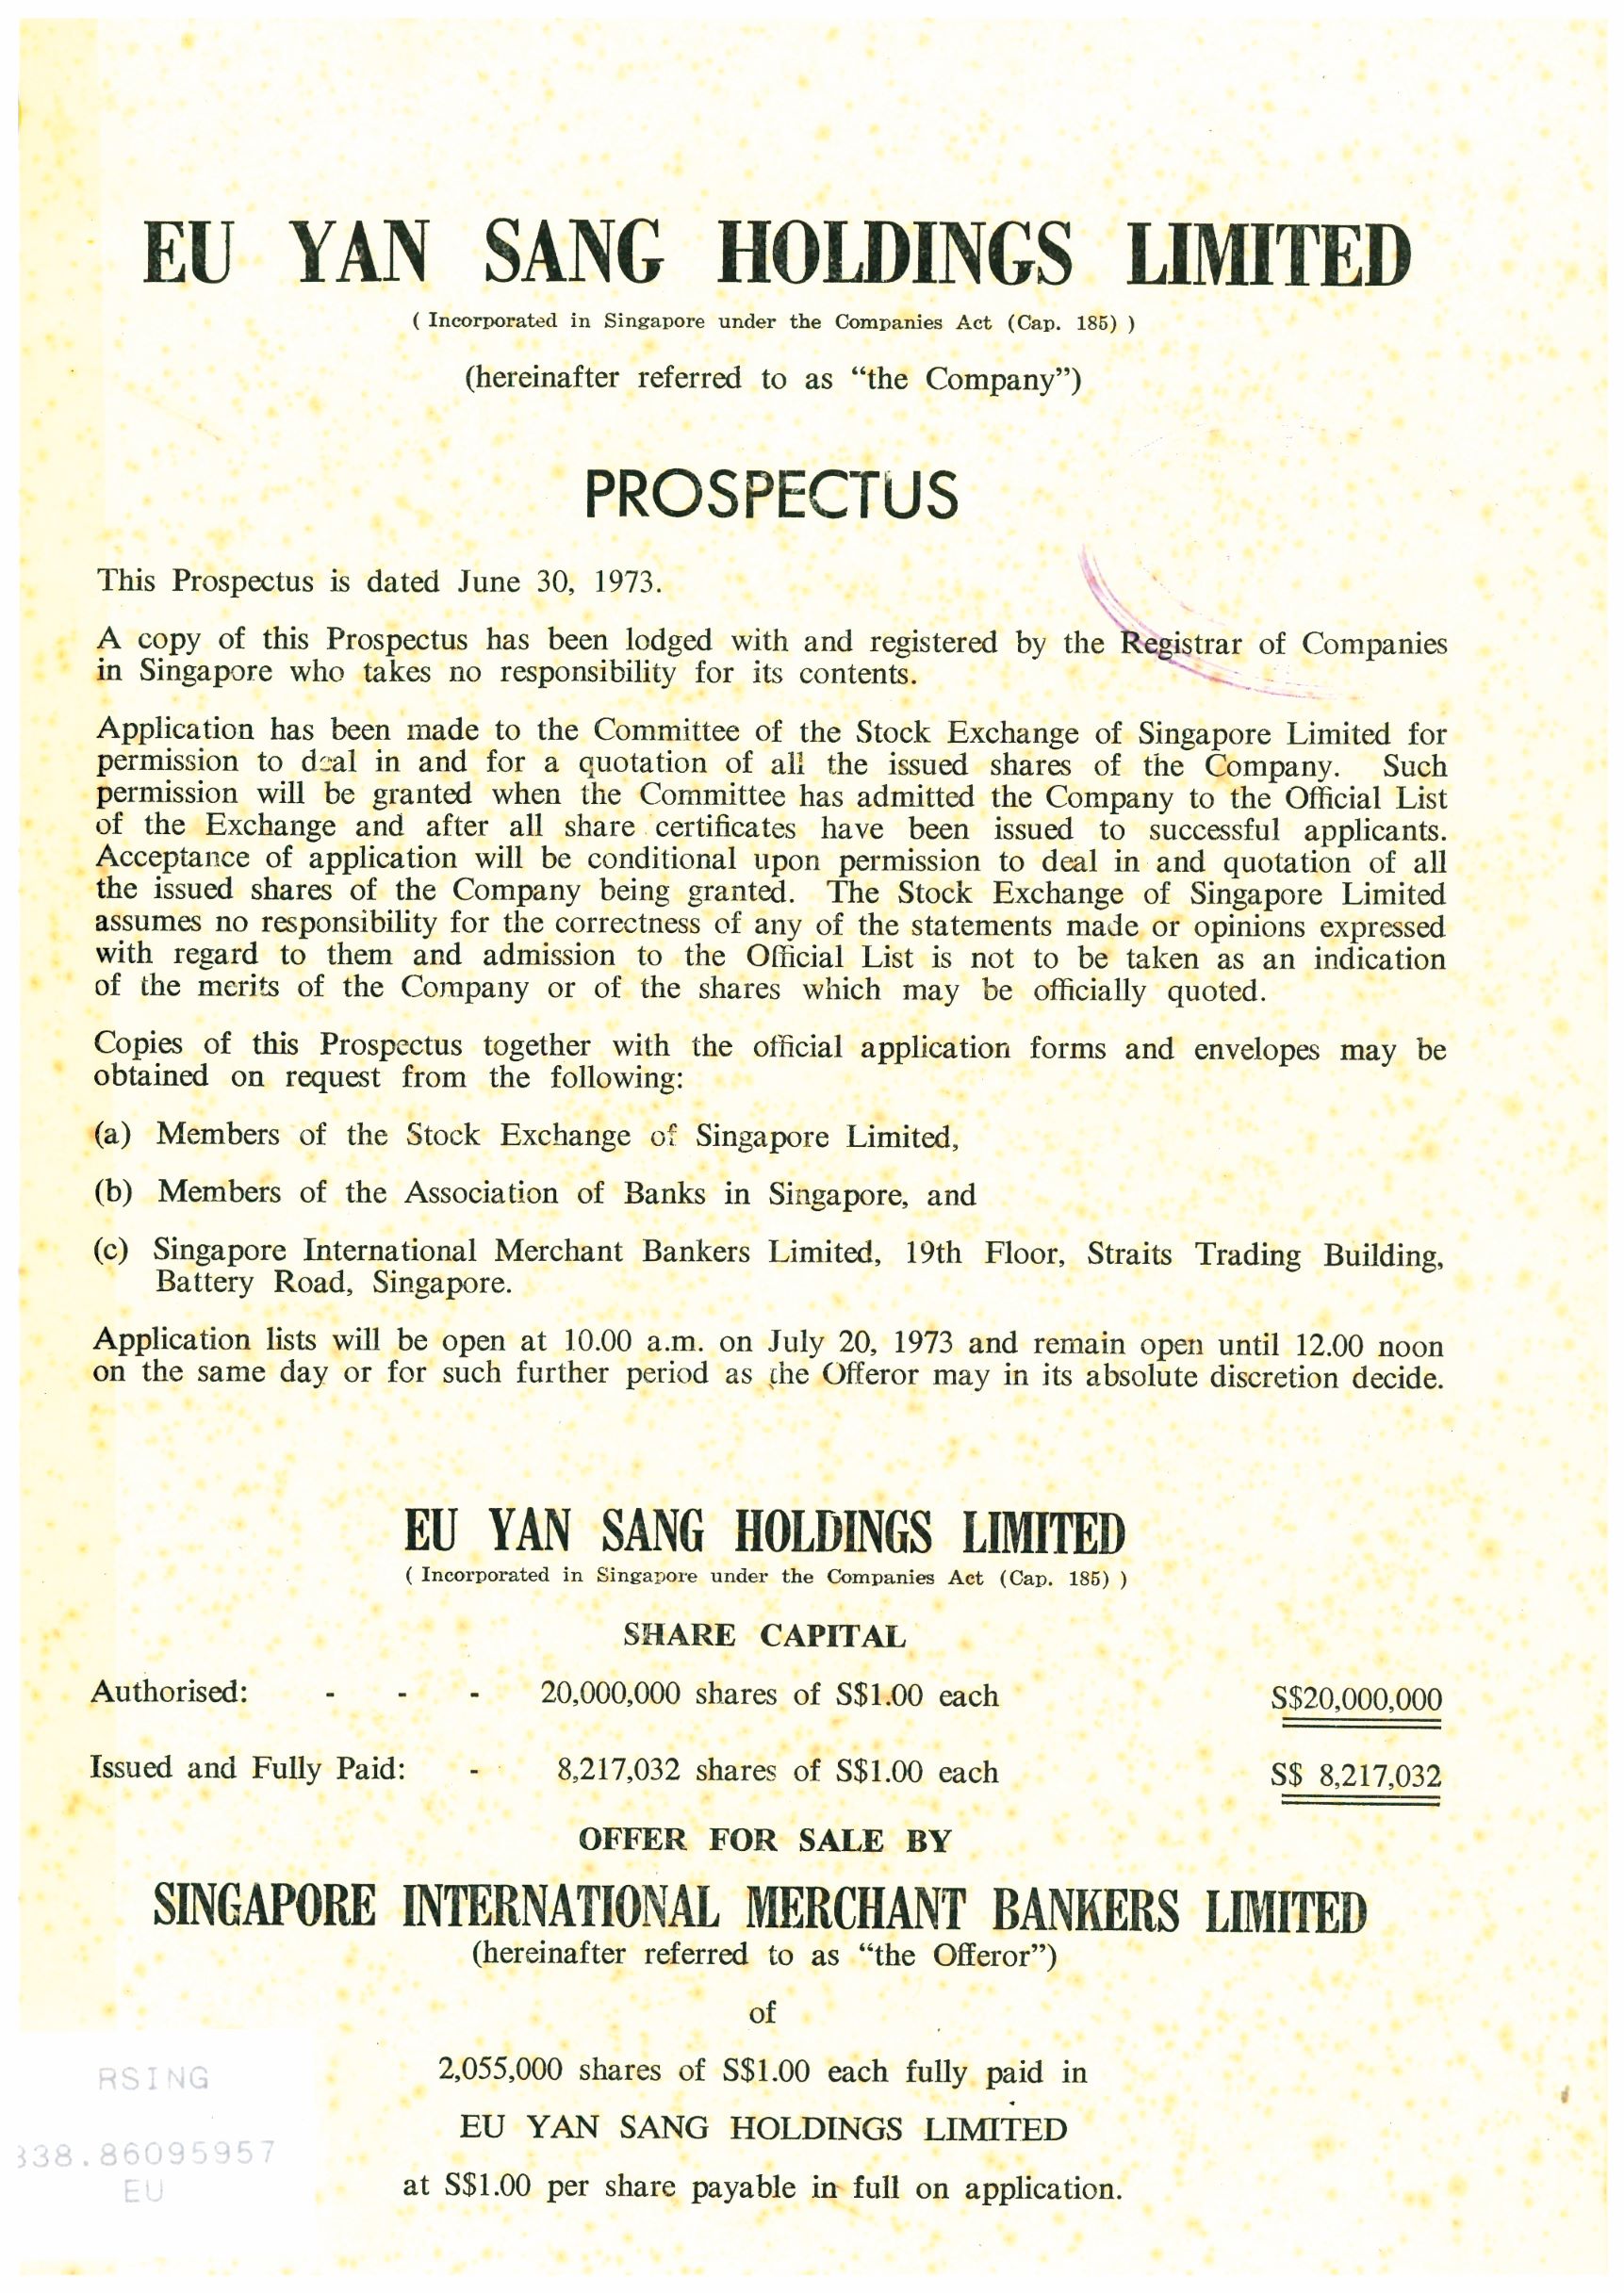 EU YAN SANG HOLDINGS LIMITED
( Incorporated in Singapore under the Companies Act (Cap. 185) )
(hereinafter referred to as “the Company”)
PROSPECTUS
This Prospectus is dated June 30, 1973.
A copy of this Prospectus has been lodged with and registered by the Registrar of Companies
in Singapore who takes no responsibility for its contents.
Application has been made to the Committee of the Stock Exchange of Singapore Limited for
permission to deal in and for a quotation of all the issued shares of the Company. Such
permission will be granted when the Committee has admitted the Company to the Official List
of the Exchange and after all share certificates have been issued to successful applicants.
Acceptance of application will be conditional upon permission to deal in and quotation of all
the issued shares of the Company being granted. The Stock Exchange of Singapore Limited
assumes no responsibility for the correctness of any of the statements made or opinions expressed
with regard to them and admission to the Official List is not to be taken as an indication
of the merits of the Company or of the shares which may be officially quoted.
Copies of this Prospectus together with the official application forms and envelopes may be
obtained on request from the following:
(a) Members of the Stock Exchange of Singapore Limited,
(b) Members of the Association of Banks in Singapore, and
(c) Singapore International Merchant Bankers Limited, 19th Floor, Straits Trading Building,
Battery Road, Singapore.
Application lists will be open at 10.00 a.m. on July 20, 1973 and remain open until 12.00 noon
on the same day or for such further period as the Offeror may in its absolute discretion decide.
EU YAN SANG HOLDINGS LIMITED
( Incorporated in Singapore under the Companies Act (Cap. 185) )
SHARE CAPITAL
Authorised: - - - 20,000,000 shares of S$1.00 each S$20,000,000
Issued and Fully Paid: - 8,217,032 shares of S$1.00 each S$ 8,217,032
OFFER FOR SALE BY
SINGAPORE INTERNATIONAL MERCHANT BANKERS LIMITED
(hereinafter referred to as “the Offeror”)
of
2,055,000 shares of S$1.00 each fully paid in
EU YAN SANG HOLDINGS LIMITED
at S$1.00 per share payable in full on application.
RSING
338.86095957
EU